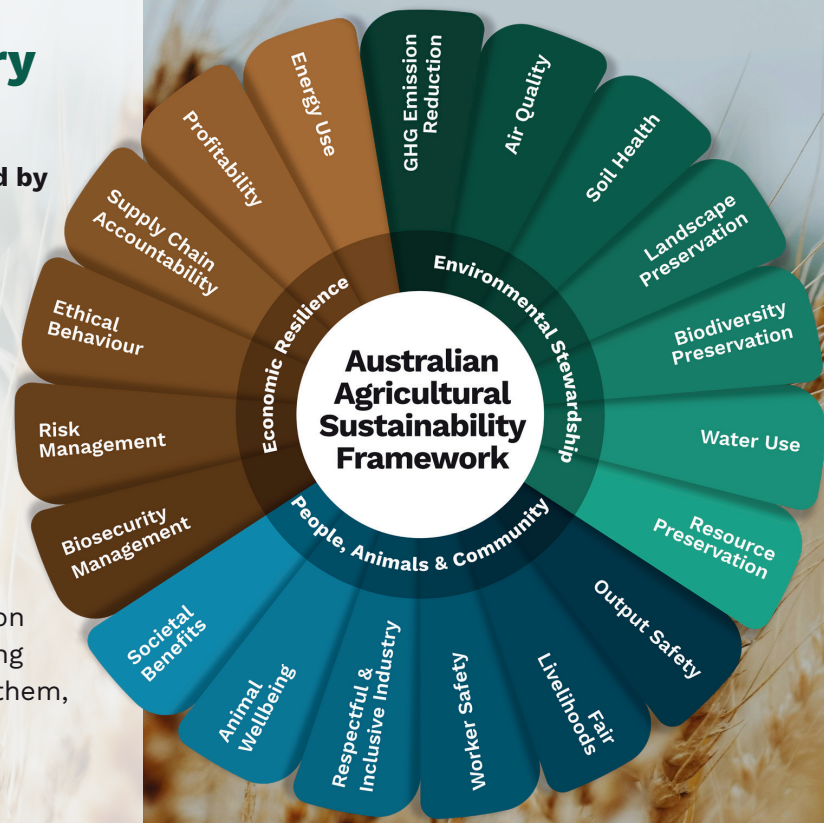 ry
d by
on
ng
them,
Australian
Agricultural
Sustainability
Framework
Environmental Stewardship
GHG Emission
Reduction
Air Quality
Soil Health
Landscape
Preservation
Biodiversity
Preservation
Water Use
Resource
Preservation
People, Animals & Community
Output Safety
Fair
Livelihoods
Worker Safety
Respectful &
Inclusive Industry
Animal
Wellbeing
Societal
Benefits
Economic Resilience
Biosecurity
Management
Risk
Management
Ethical
Behaviour
Supply Chain
Accountability
Profitability
Energy Use